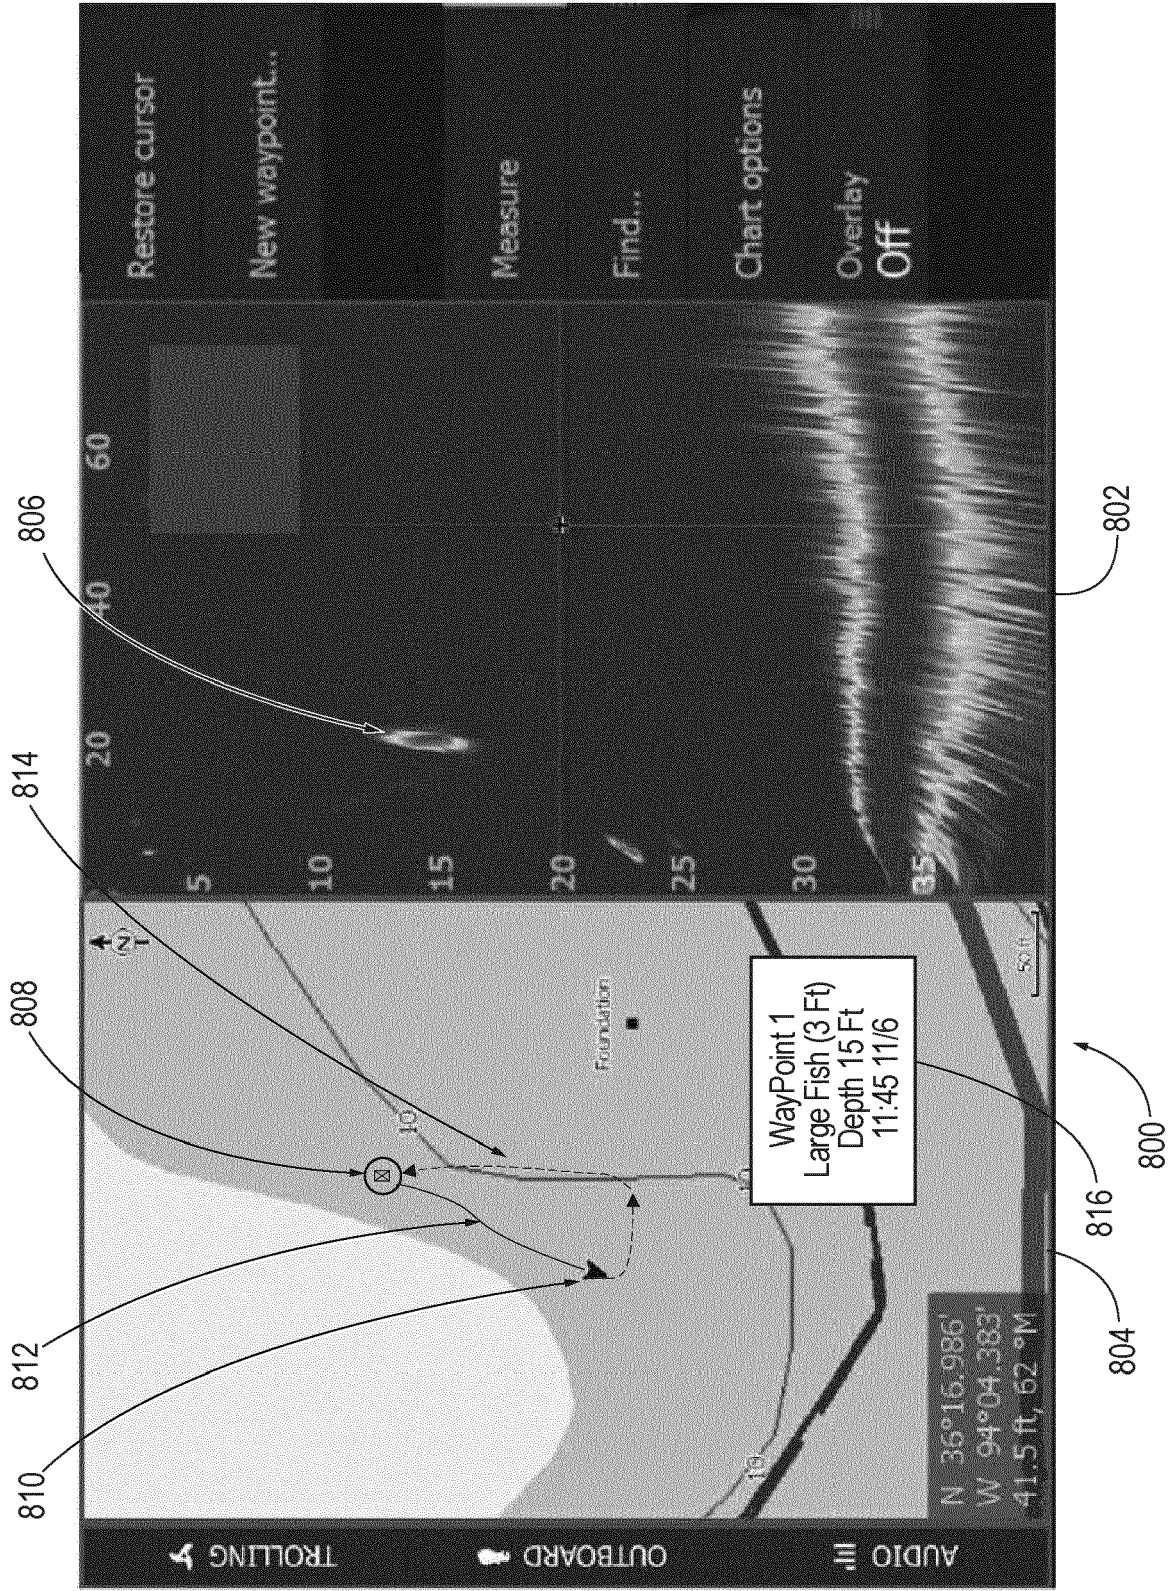 TROLLING
OUTBOARD
AUDIO
N
10
10
Foundation
WayPoint 1
Large Fish (3 Ft)
Depth 15 Ft
11:45 11/6
N 36°16.986'
W 94°04.383'
41.5 ft, 62 °M
50 ft
20
40
60
5
10
15
20
25
30
35
Restore cursor
New waypoint...
Measure
Find...
Chart options
Overlay
Off
810
812
808
814
806
804
816
800
802